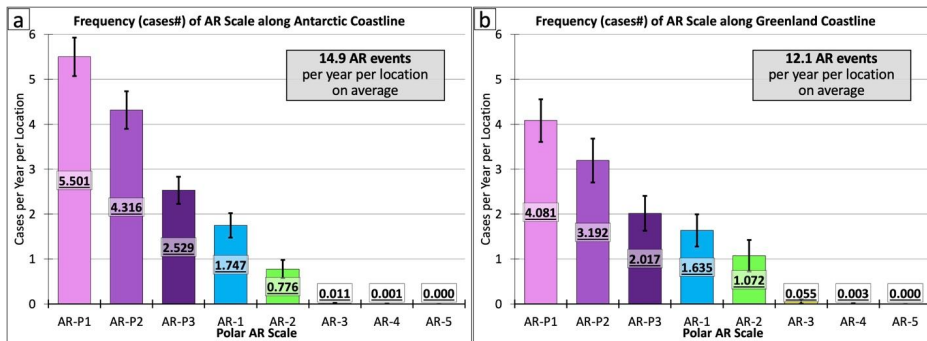 a
Frequency (cases#) of AR Scale along Antarctic Coastline
14.9 AR events
per year per location
on average
Cases per Year per Location
6
5
4
3
2
1
0
5.501
4.316
2.529
1.747
0.776
0.011
0.001
0.000
AR-P1 AR-P2 AR-P3 AR-1 AR-2 AR-3 AR-4 AR-5
Polar AR Scale
b
Frequency (cases#) of AR Scale along Greenland Coastline
12.1 AR events
per year per location
on average
Cases per Year per Location
6
5
4
3
2
1
0
4.081
3.192
2.017
1.635
1.072
0.055
0.003
0.000
AR-P1 AR-P2 AR-P3 AR-1 AR-2 AR-3 AR-4 AR-5
Polar AR Scale